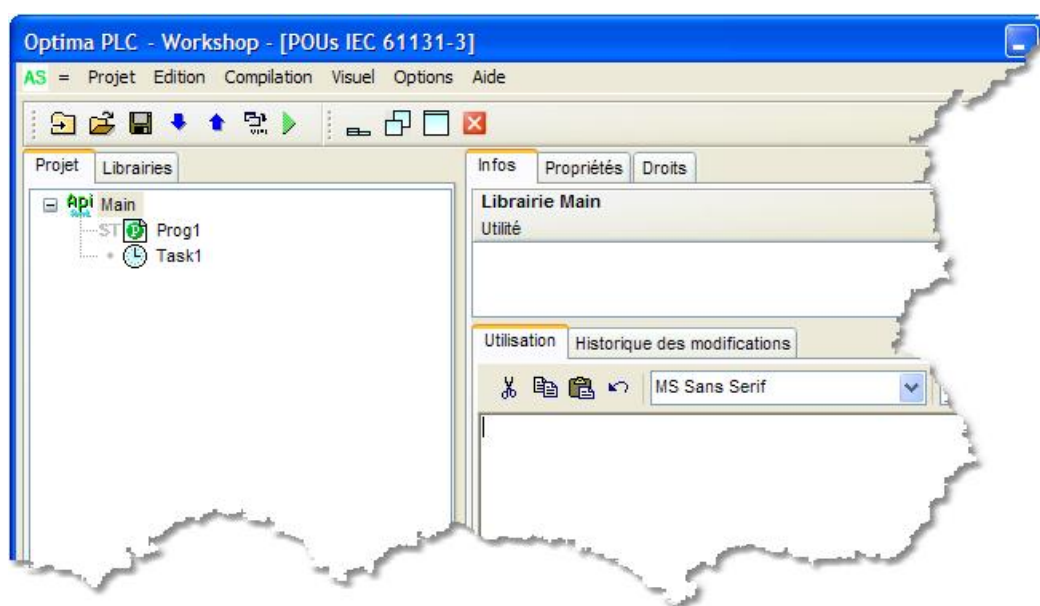 Optima PLC - Workshop - [POUs IEC 61131-3]
AS = Projet Edition Compilation Visuel Options Aide
Projet Librairies
Infos Propriétés Droits
Api Main
ST Prog1
Task1
Librairie Main
Utilité
Utilisation Historique des modifications
MS Sans Serif